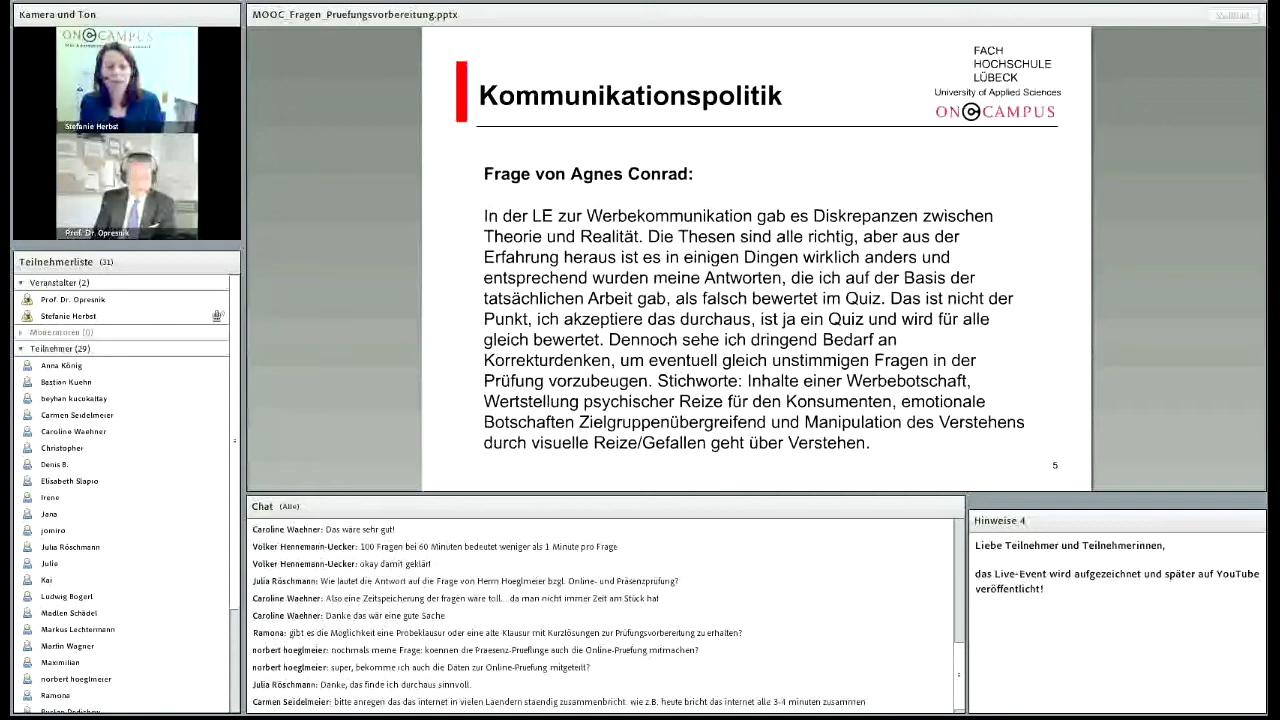 Kamera und Ton
ON CAMPUS
Stefanie Herbst
Prof. Dr. Opresnik
Teilnehmerliste (31)
Veranstalter (2)
Prof. Dr. Opresnik
Stefanie Herbst
Moderatoren (0)
Teilnehmer (29)
Anna König
Bastian Kuehn
beyhan kucukaltay
Carmen Seidelmeier
Caroline Waehner
Christopher
Denis B.
Elisabeth Slapio
Irene
Jana
jomiro
Julia Röschmann
Julie
Kai
Ludwig Bogerl
Madlen Schädel
Markus Lechtermann
Martin Wagner
Maximilian
norbert hoeglmeier
Ramona
MOOC_Fragen_Pruefungsvorbereitung.pptx
Vollbild
FACH
HOCHSCHULE
LÜBECK
University of Applied Sciences
ON CAMPUS
Kommunikationspolitik
Frage von Agnes Conrad:
In der LE zur Werbekommunikation gab es Diskrepanzen zwischen
Theorie und Realität. Die Thesen sind alle richtig, aber aus der
Erfahrung heraus ist es in einigen Dingen wirklich anders und
entsprechend wurden meine Antworten, die ich auf der Basis der
tatsächlichen Arbeit gab, als falsch bewertet im Quiz. Das ist nicht der
Punkt, ich akzeptiere das durchaus, ist ja ein Quiz und wird für alle
gleich bewertet. Dennoch sehe ich dringend Bedarf an
Korrekturdenken, um eventuell gleich unstimmigen Fragen in der
Prüfung vorzubeugen. Stichworte: Inhalte einer Werbebotschaft,
Wertstellung psychischer Reize für den Konsumenten, emotionale
Botschaften Zielgruppenübergreifend und Manipulation des Verstehens
durch visuelle Reize/Gefallen geht über Verstehen.
5
Chat (Alle)
Caroline Waehner: Das wäre sehr gut!
Volker Hennemann-Uecker: 100 Fragen bei 60 Minuten bedeutet weniger als 1 Minute pro Frage
Volker Hennemann-Uecker: okay damit geklärt
Julia Röschmann: Wie lautet die Antwort auf die Frage von Herrn Hoeglmeier bzgl. Online- und Präsenzprüfung?
Caroline Waehner: Also eine Zeitspeicherung der fragen wäre toll... da man nicht immer Zeit am Stück hat
Caroline Waehner: Danke das wär eine gute Sache
Ramona: gibt es die Möglichkeit eine Probeklausur oder eine alte Klausur mit Kurzlösungen zur Prüfungsvorbereitung zu erhalten?
norbert hoeglmeier: nochmals meine Frage: koennen die Praesenz-Prueflinge auch die Online-Pruefung mitmachen?
norbert hoeglmeier: super, bekomme ich auch die Daten zur Online-Pruefung mitgeteilt?
Julia Röschmann: Danke, das finde ich durchaus sinnvoll.
Carmen Seidelmeier: bitte anregen das das internet in vielen Laendern staendig zusammenbricht. wie z.B. heute bricht das internet alle 3-4 minuten zusammen
Hinweise 4
Liebe Teilnehmer und Teilnehmerinnen,
das Live-Event wird aufgezeichnet und später auf YouTube
veröffentlicht!